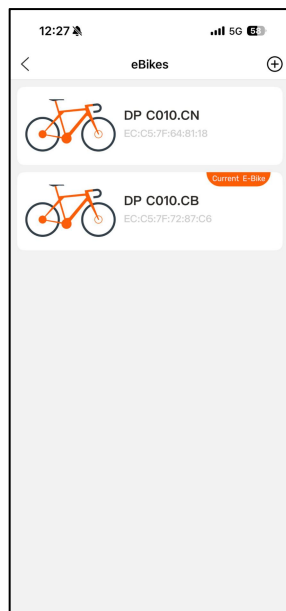 12:27 5G 58
eBikes
DP C010.CN
EC:C5:7F:64:81:18
Current E-Bike
DP C010.CB
EC:C5:7F:72:87:C6